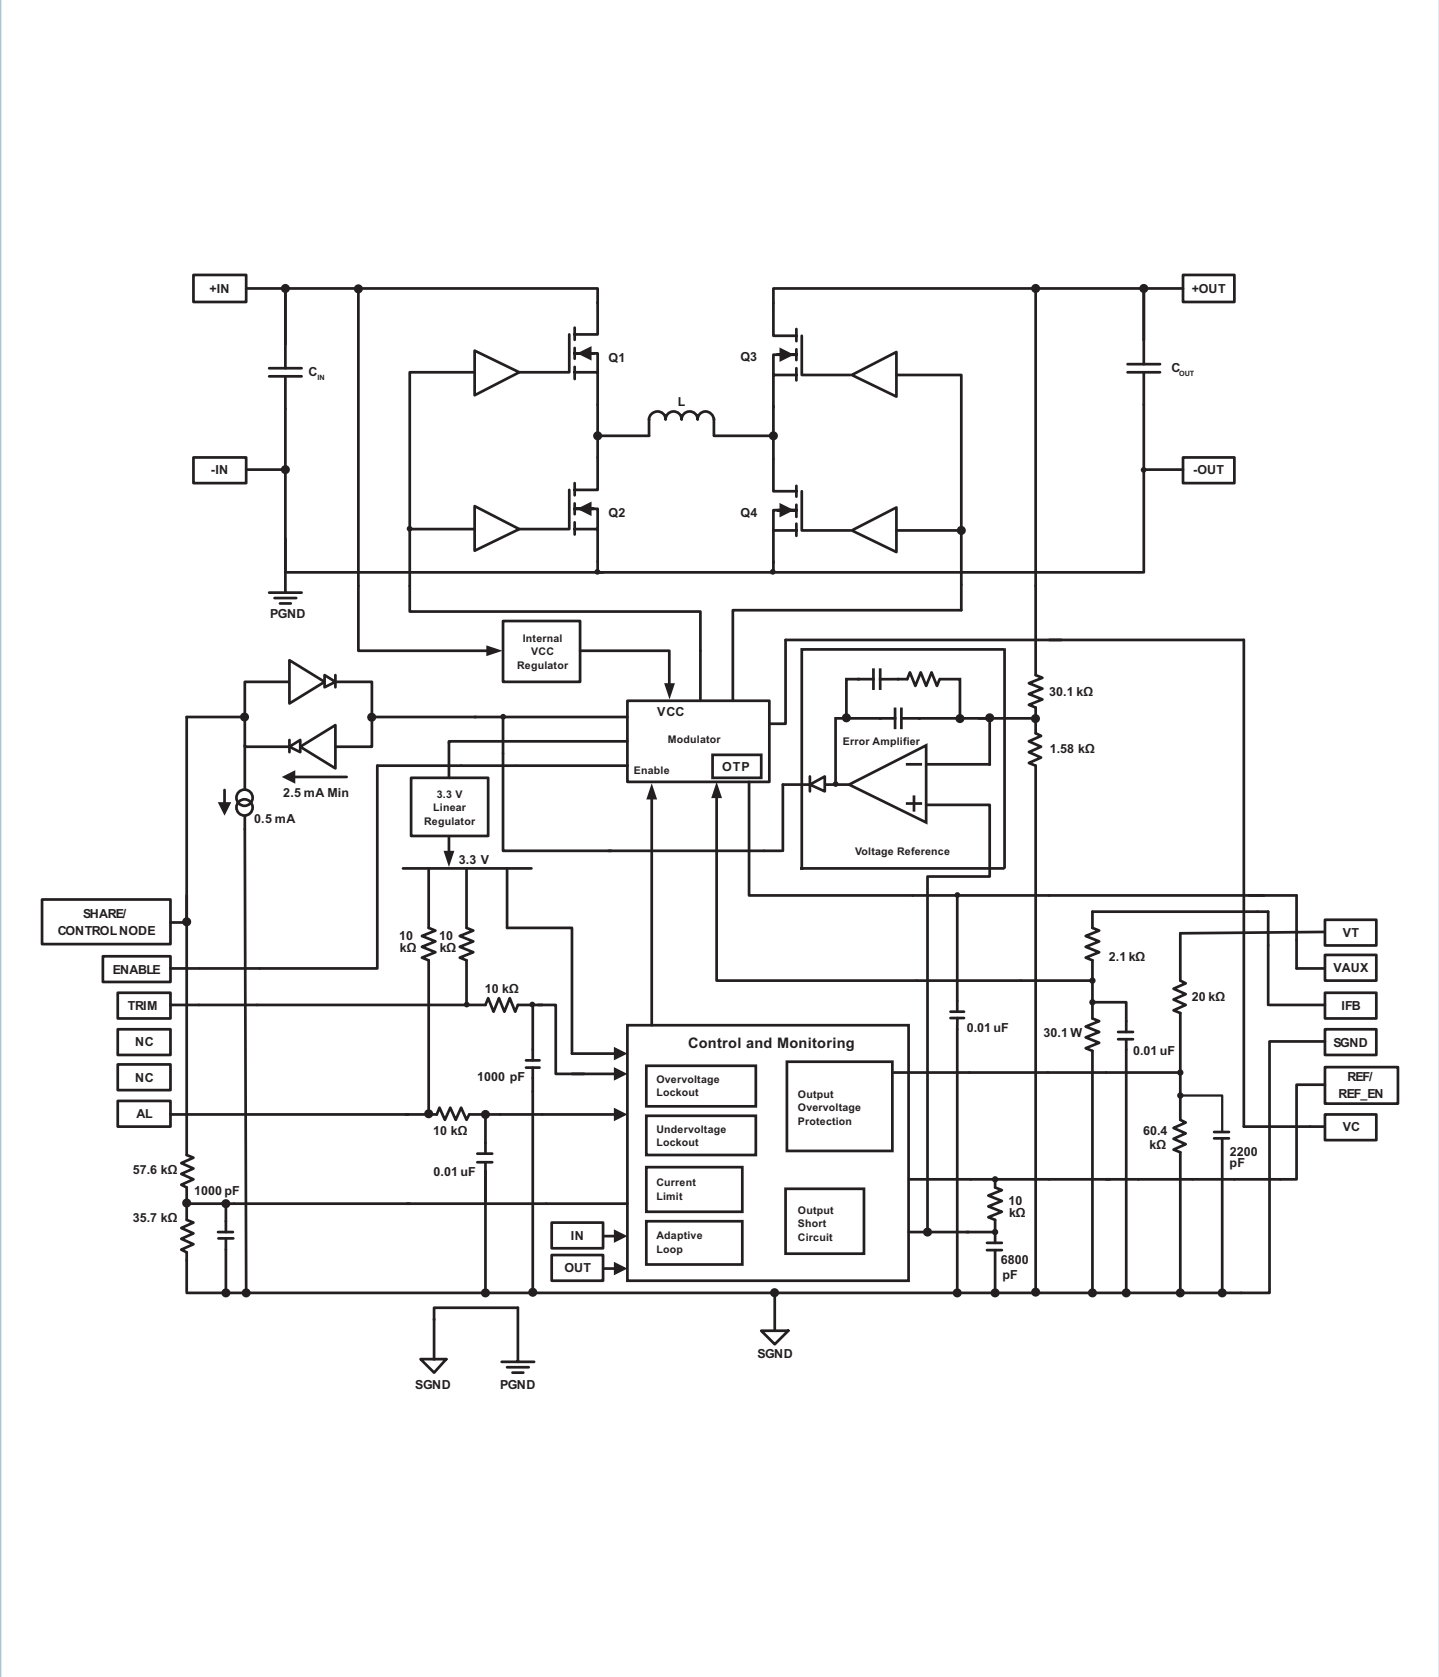 +IN
+OUT
Q1
Q3
CIN
COUT
L
-IN
-OUT
Q2
Q4
PGND
Internal
VCC
Regulator
30.1 kΩ
VCC
Modulator
Error Amplifier
1.58 kΩ
Enable
OTP
−
+
2.5 mA Min
3.3 V
Linear
Regulator
0.5 mA
Voltage Reference
3.3 V
SHARE/
CONTROL NODE
10
kΩ
10
kΩ
VT
2.1 kΩ
ENABLE
VAUX
10 kΩ
20 kΩ
TRIM
IFB
0.01 uF
30.1 W
NC
Control and Monitoring
SGND
0.01 uF
1000 pF
NC
Overvoltage
Lockout
Output
Overvoltage
Protection
REF/
REF_EN
AL
10 kΩ
Undervoltage
Lockout
60.4
kΩ
VC
2200
pF
57.6 kΩ
0.01 uF
1000 pF
Current
Limit
35.7 kΩ
10
kΩ
Output
Short
Circuit
IN
Adaptive
Loop
OUT
6800
pF
SGND
SGND
PGND